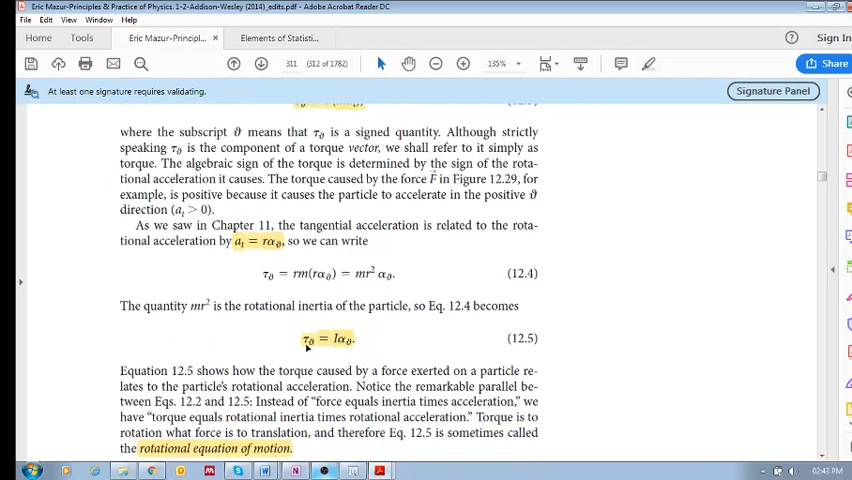 Eric Mazur-Principles & Practice of Physics. 1-2-Addison-Wesley (2014)_edits.pdf - Adobe Acrobat Reader DC
File Edit View Window Help
Home Tools Eric Mazur-Principl... × Elements of Statisti... Sign In
311 (312 of 1782) 135% Share
At least one signature requires validating. Signature Panel
where the subscript ϑ means that τϑ is a signed quantity. Although strictly
speaking τϑ is the component of a torque vector, we shall refer to it simply as
torque. The algebraic sign of the torque is determined by the sign of the rota-
tional acceleration it causes. The torque caused by the force F⃗ in Figure 12.29, for
example, is positive because it causes the particle to accelerate in the positive ϑ
direction (aₜ > 0).
As we saw in Chapter 11, the tangential acceleration is related to the rota-
tional acceleration by aₜ = rαϑ, so we can write
τϑ = rm(rαϑ) = mr² αϑ. (12.4)
The quantity mr² is the rotational inertia of the particle, so Eq. 12.4 becomes
τϑ = Iαϑ. (12.5)
Equation 12.5 shows how the torque caused by a force exerted on a particle re-
lates to the particle's rotational acceleration. Notice the remarkable parallel be-
tween Eqs. 12.2 and 12.5: Instead of “force equals inertia times acceleration,” we
have “torque equals rotational inertia times rotational acceleration.” Torque is to
rotation what force is to translation, and therefore Eq. 12.5 is sometimes called
the rotational equation of motion.
02:43 PM